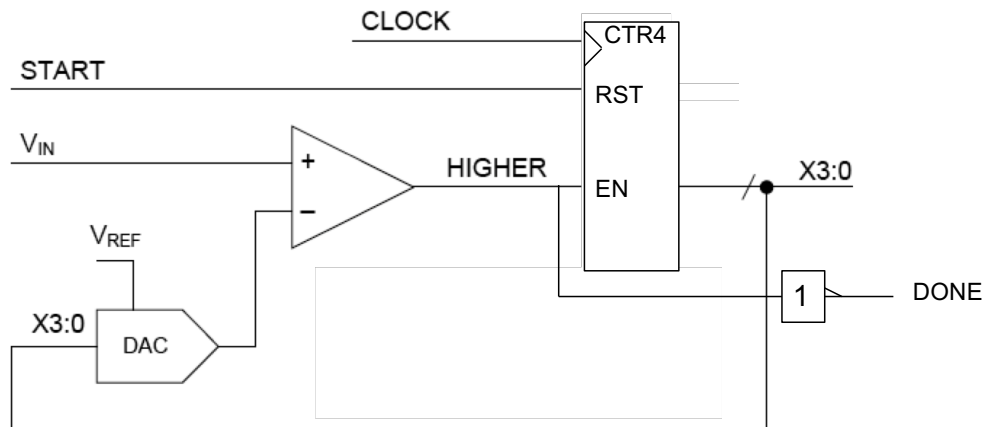 CLOCK
CTR4
START
RST
VIN
+
HIGHER
EN
X3:0
−
VREF
1
DONE
X3:0
DAC